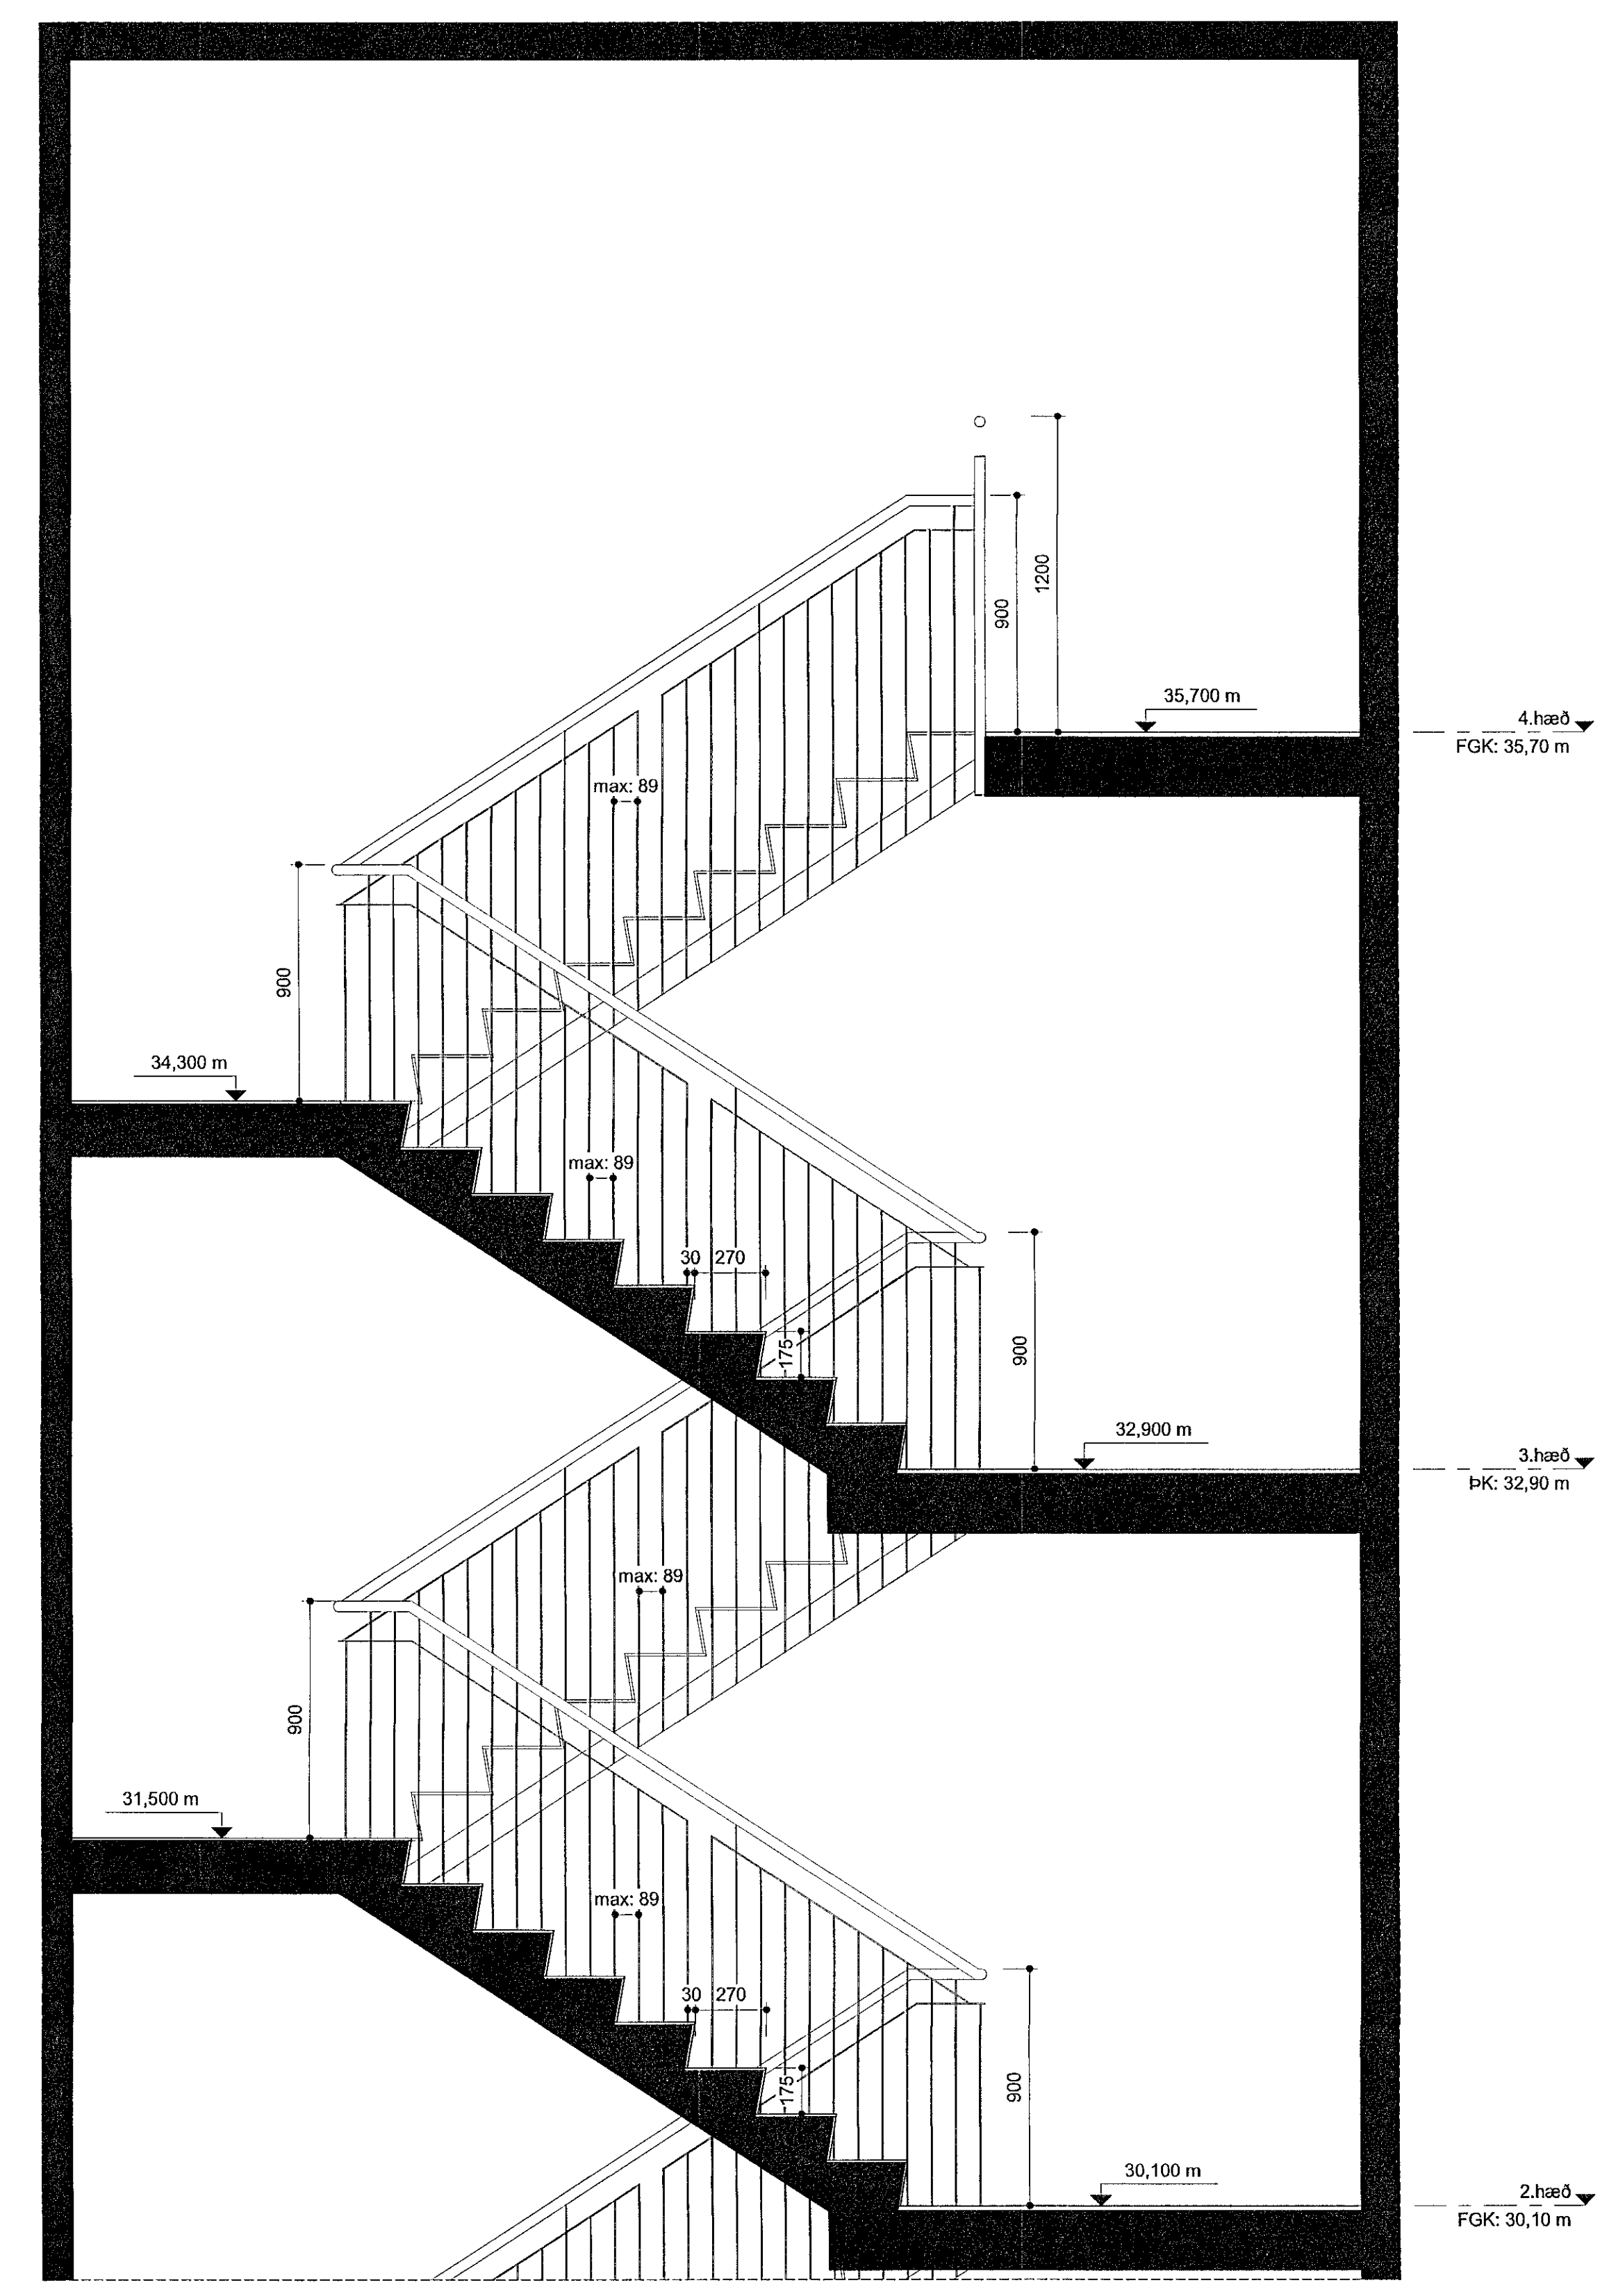 1200
900
35,700 m
4.hæð
FGK: 35,70 m
max: 89
900
34,300 m
max: 89
30 270
175
900
32,900 m
3.hæð
ÞK: 32,90 m
max: 89
900
31,500 m
max: 89
30 270
175
900
30,100 m
2.hæð
FGK: 30,10 m